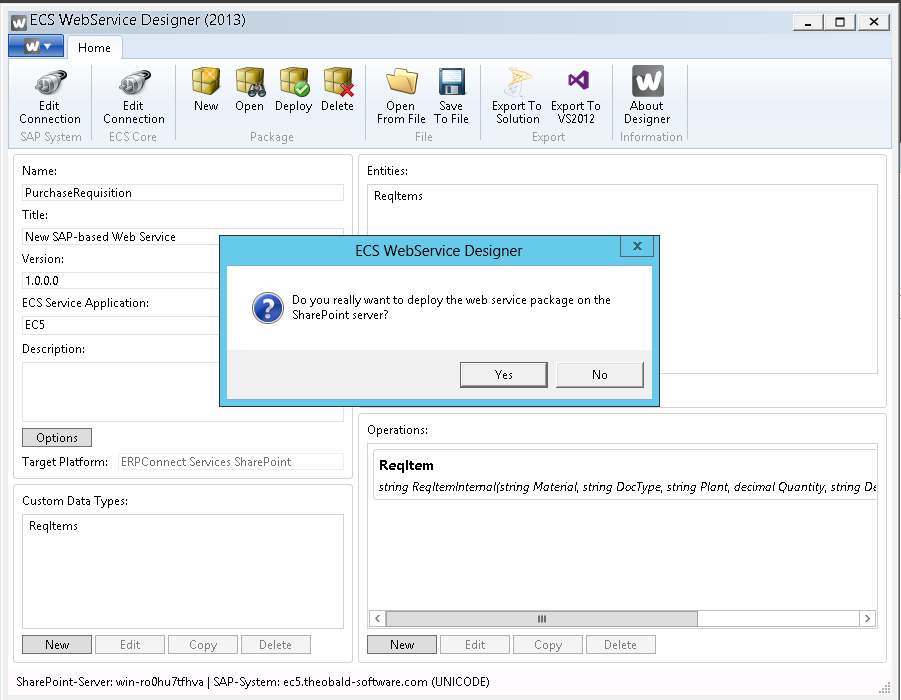 ECS WebService Designer (2013)
Home
Edit Connection
Edit Connection
New
Open
Deploy
Delete
Open From File
Save To File
Export To Solution
Export To VS2012
About Designer
SAP System
ECS Core
Package
File
Export
Information
Name:
PurchaseRequisition
Title:
New SAP-based Web Service
Version:
1.0.0.0
ECS Service Application:
EC5
Description:
Options
Target Platform: ERPConnect Services SharePoint
Custom Data Types:
ReqItems
New Edit Copy Delete
Entities:
ReqItems
ECS WebService Designer
Do you really want to deploy the web service package on the
SharePoint server?
Yes No
Operations:
ReqItem
string ReqItemInternal(string Material, string DocType, string Plant, decimal Quantity, string De
New Edit Copy Delete
SharePoint-Server: win-ro0hu7tfhva | SAP-System: ec5.theobald-software.com (UNICODE)